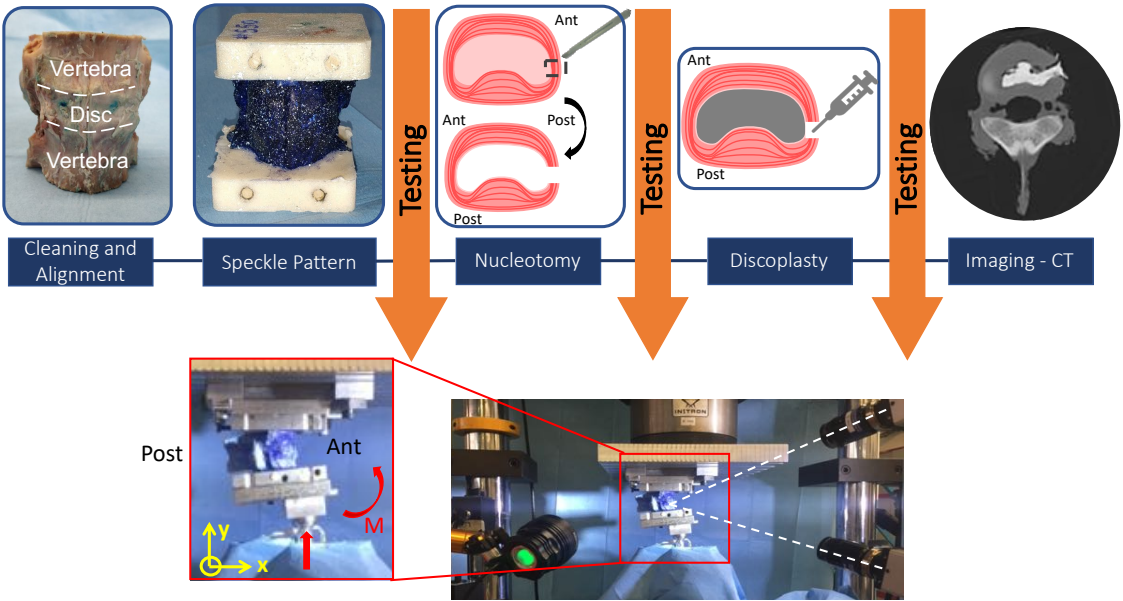 Vertebra
Disc
Vertebra
Testing
Ant
Post
Ant
Post
Testing
Ant
Post
Testing
Cleaning and
Alignment
Speckle Pattern
Nucleotomy
Discoplasty
Imaging - CT
Post
Ant
M
y
x
INSTRON